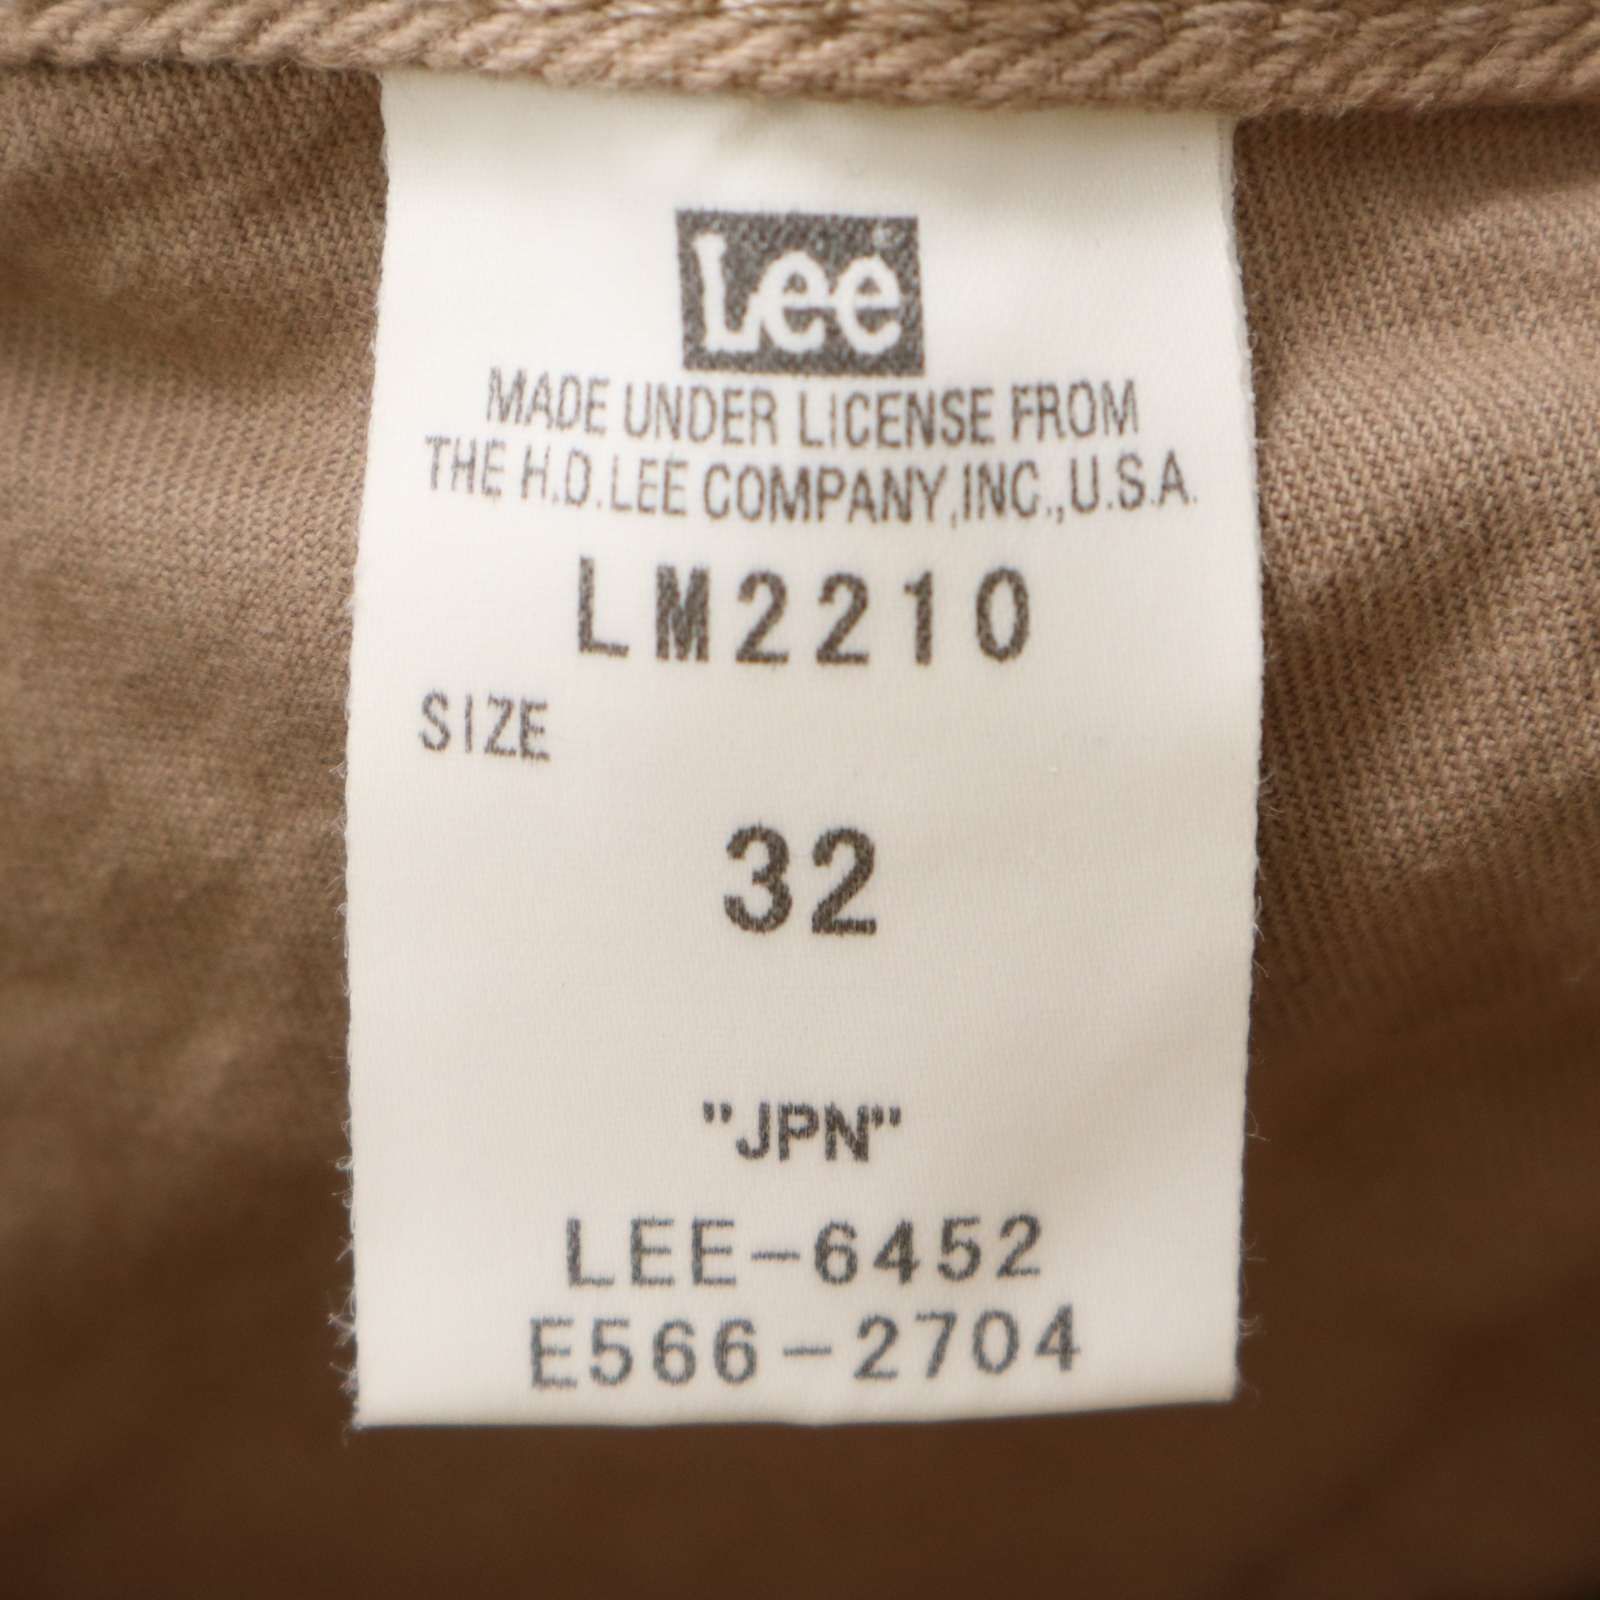 Lee®
MADE UNDER LICENSE FROM
THE H.D.LEE COMPANY,INC.,U.S.A.
LM2210
SIZE
32
"JPN"
LEE-6452
E566-2704